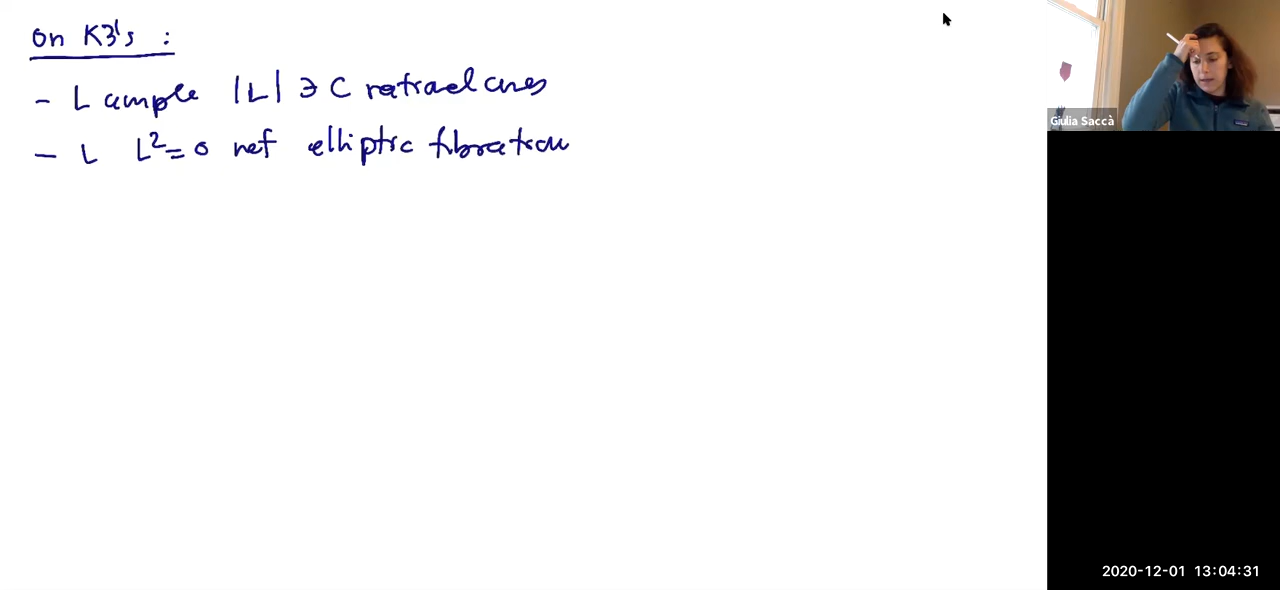 On K3's :
- L ample |L| ∋ C rational curves
- L L²=0 nef elliptic fibration
Giulia Saccà
2020-12-01 13:04:31